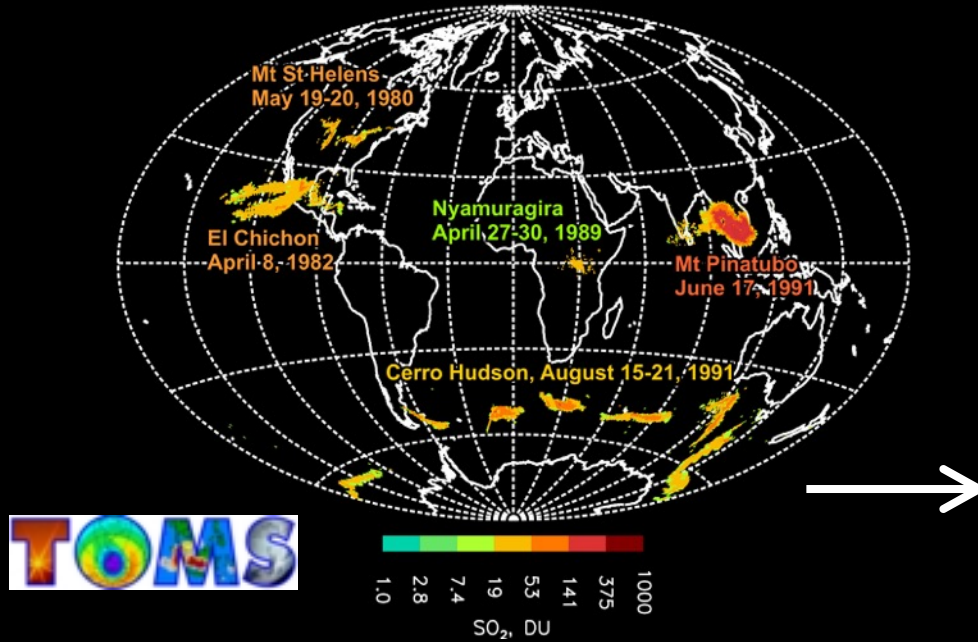 Mt St Helens
May 19-20, 1980
Nyamuragira
April 27-30, 1989
El Chichon
April 8, 1982
Mt Pinatubo
June 17, 1991
Cerro Hudson, August 15-21, 1991
TOMS
1.0 2.8 7.4 19 53 141 375 1000
SO₂, DU